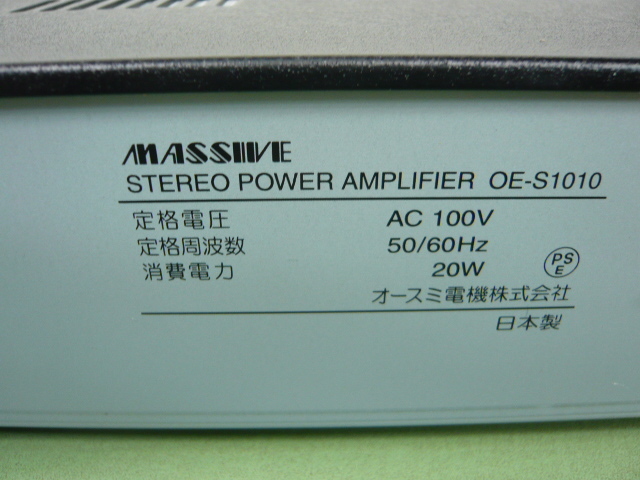 MASSIVE
STEREO POWER AMPLIFIER OE-S1010
定格電圧 AC 100V
定格周波数 50/60Hz
消費電力 20W
PS
E
オースミ電機株式会社
日本製